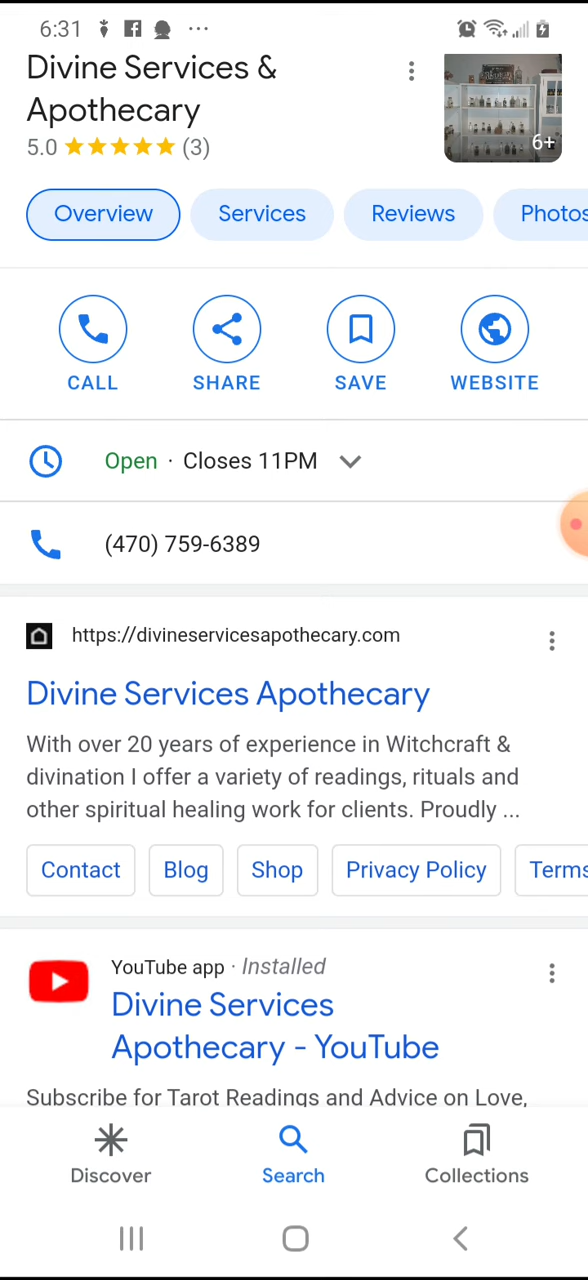 6:31
Divine Services &
Apothecary
5.0 (3)
6+
Overview Services Reviews Photos
CALL SHARE SAVE WEBSITE
Open · Closes 11PM
(470) 759-6389
https://divineservicesapothecary.com
Divine Services Apothecary
With over 20 years of experience in Witchcraft &
divination I offer a variety of readings, rituals and
other spiritual healing work for clients. Proudly ...
Contact Blog Shop Privacy Policy Terms
YouTube app · Installed
Divine Services
Apothecary - YouTube
Subscribe for Tarot Readings and Advice on Love,
Discover Search Collections